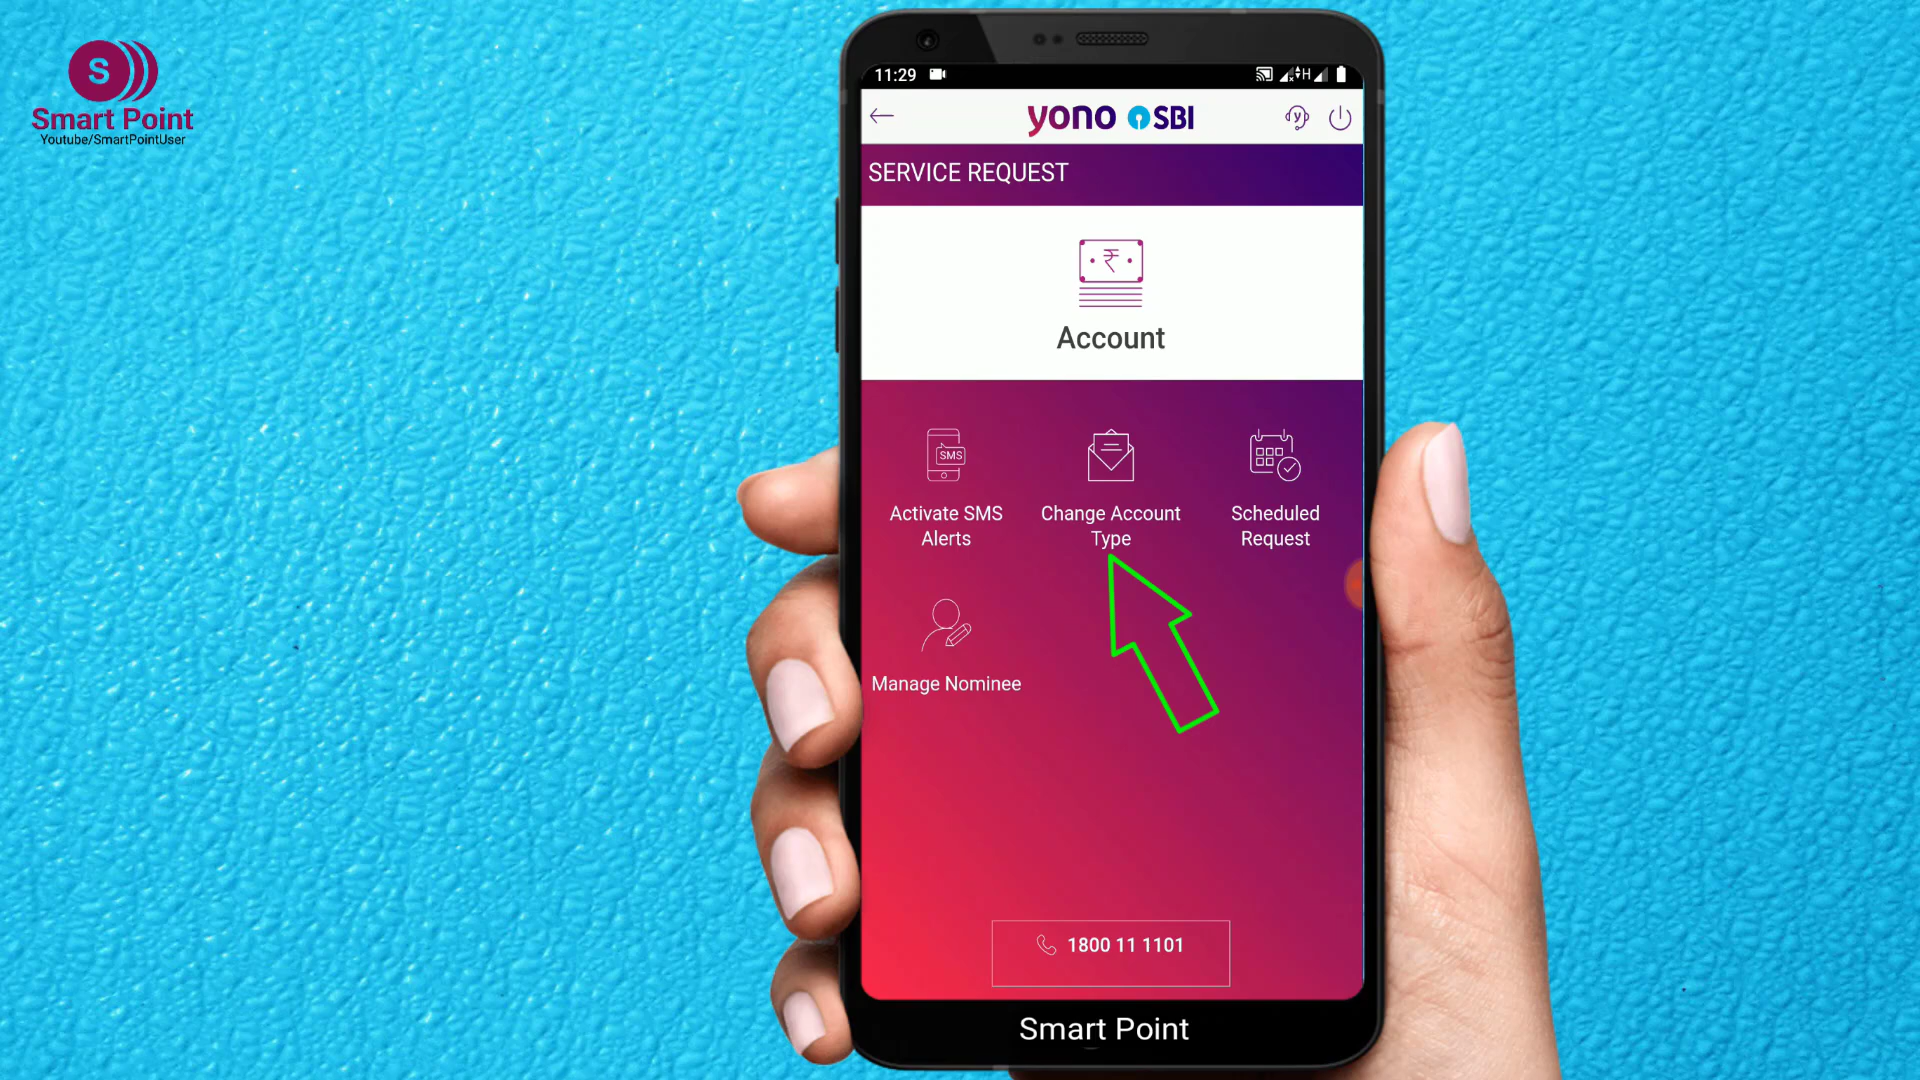 S
Smart Point
Youtube/SmartPointUser
11:29
H
yono SBI
y
SERVICE REQUEST
₹
Account
SMS
Activate SMS
Alerts
Change Account
Type
Scheduled
Request
Manage Nominee
1800 11 1101
Smart Point